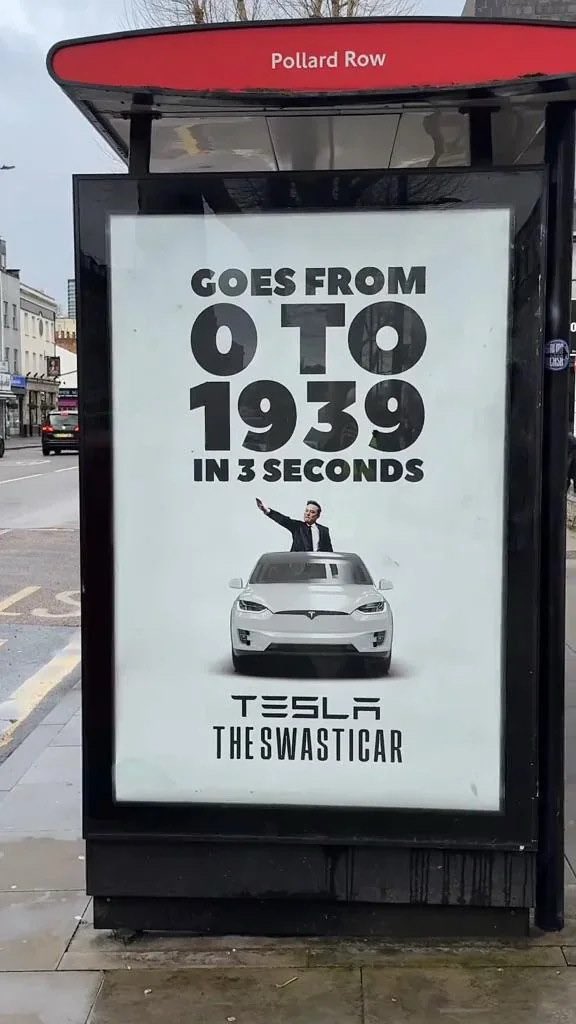 Pollard Row
GOES FROM
0 TO
1939
IN 3 SECONDS
TESLA
THE SWASTICAR